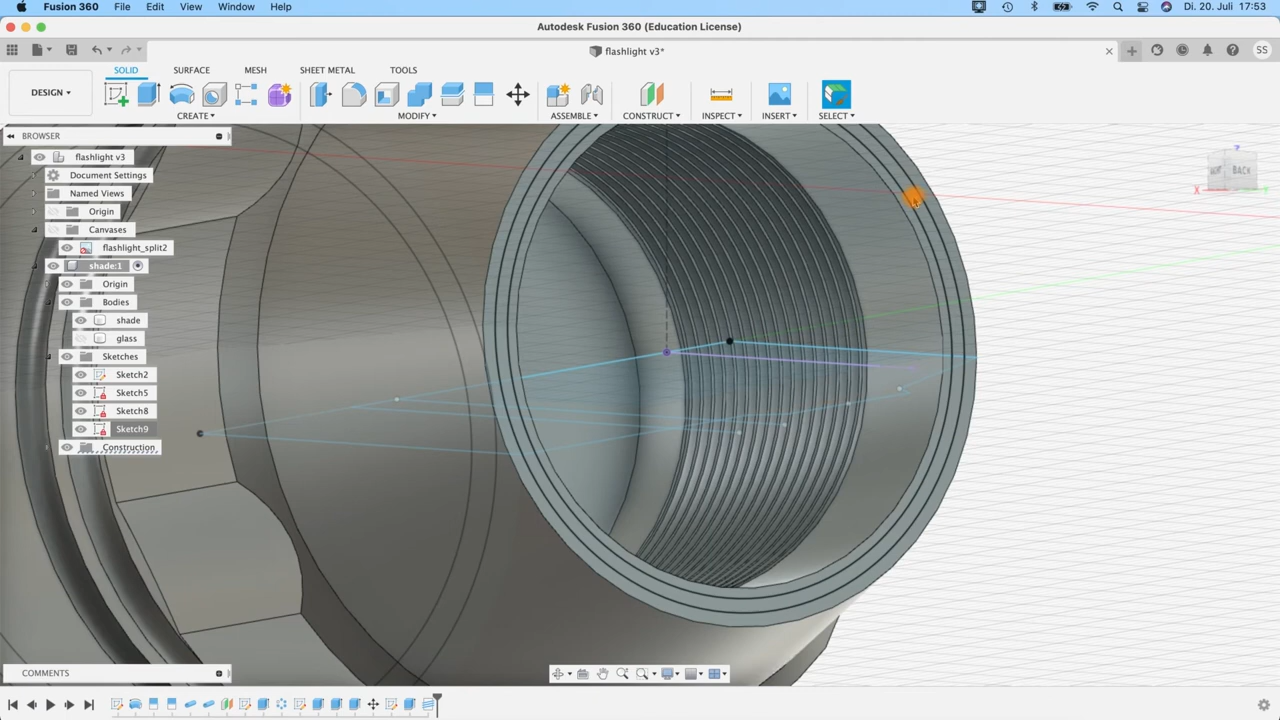 Fusion 360 File Edit View Window Help Di. 20. Juli 17:53
Autodesk Fusion 360 (Education License)
flashlight v3*
SS
SOLID SURFACE MESH SHEET METAL TOOLS
DESIGN
CREATE MODIFY ASSEMBLE CONSTRUCT INSPECT INSERT SELECT
BROWSER
flashlight v3
Document Settings
Named Views
Origin
Canvases
flashlight_split2
shade:1
Origin
Bodies
shade
glass
Sketches
Sketch2
Sketch5
Sketch8
Sketch9
Construction
BACK
X
COMMENTS